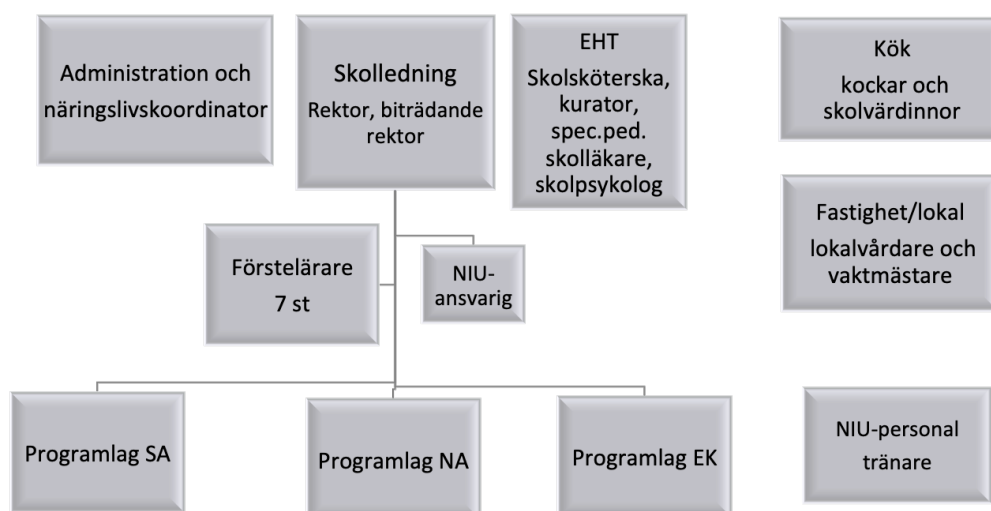 Administration och
näringslivskoordinator
Skolledning
Rektor, biträdande
rektor
EHT
Skolsköterska,
kurator,
spec.ped.
skolläkare,
skolpsykolog
Kök
kockar och
skolvärdinnor
Fastighet/lokal
lokalvårdare och
vaktmästare
Förstelärare
7 st
NIU-
ansvarig
Programlag SA
Programlag NA
Programlag EK
NIU-personal
tränare